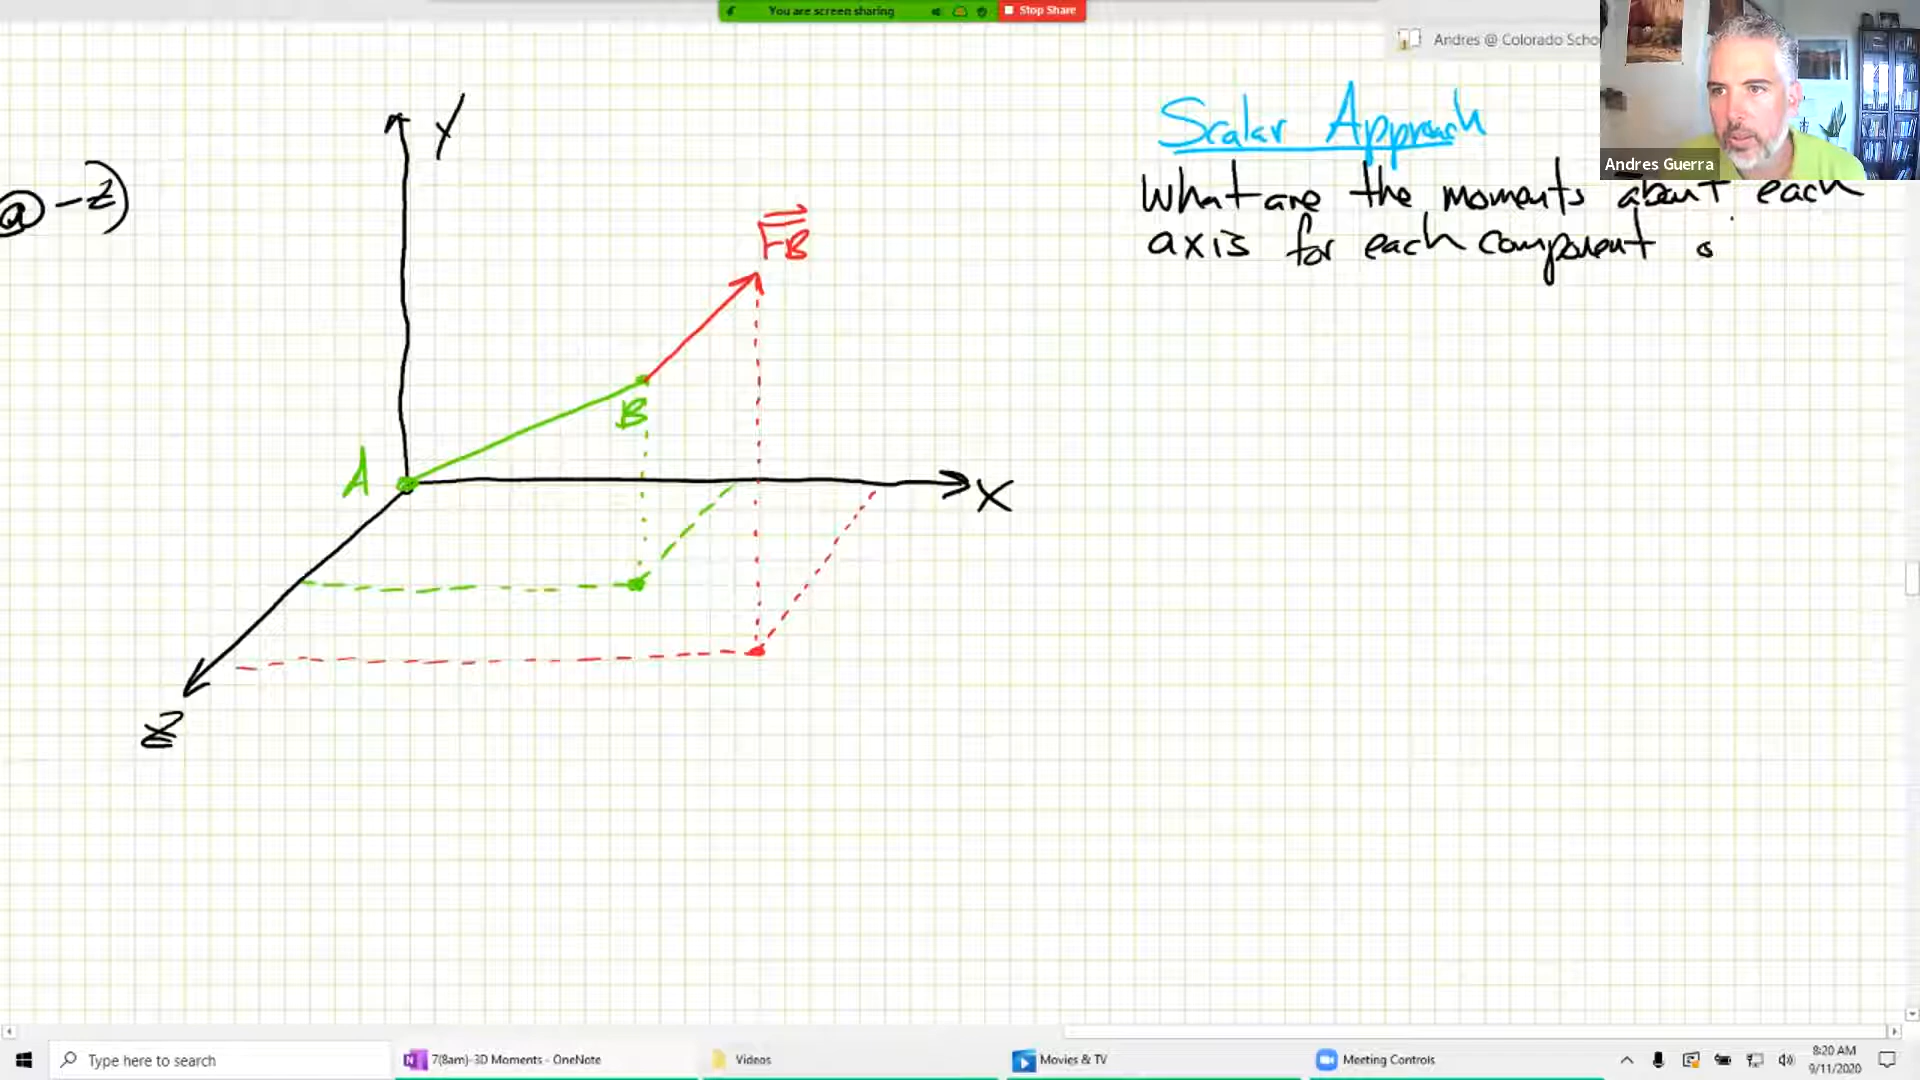 You are screen sharing
Stop Share
Andres @ Colorado Scho
Andres Guerra
Scalar Approach
What are the moments about each
axis for each component o
@ -z)
Y
FB
B
A
X
Z
Type here to search
7(8am)-3D Moments - OneNote
Videos
Movies & TV
Meeting Controls
8:20 AM
9/11/2020